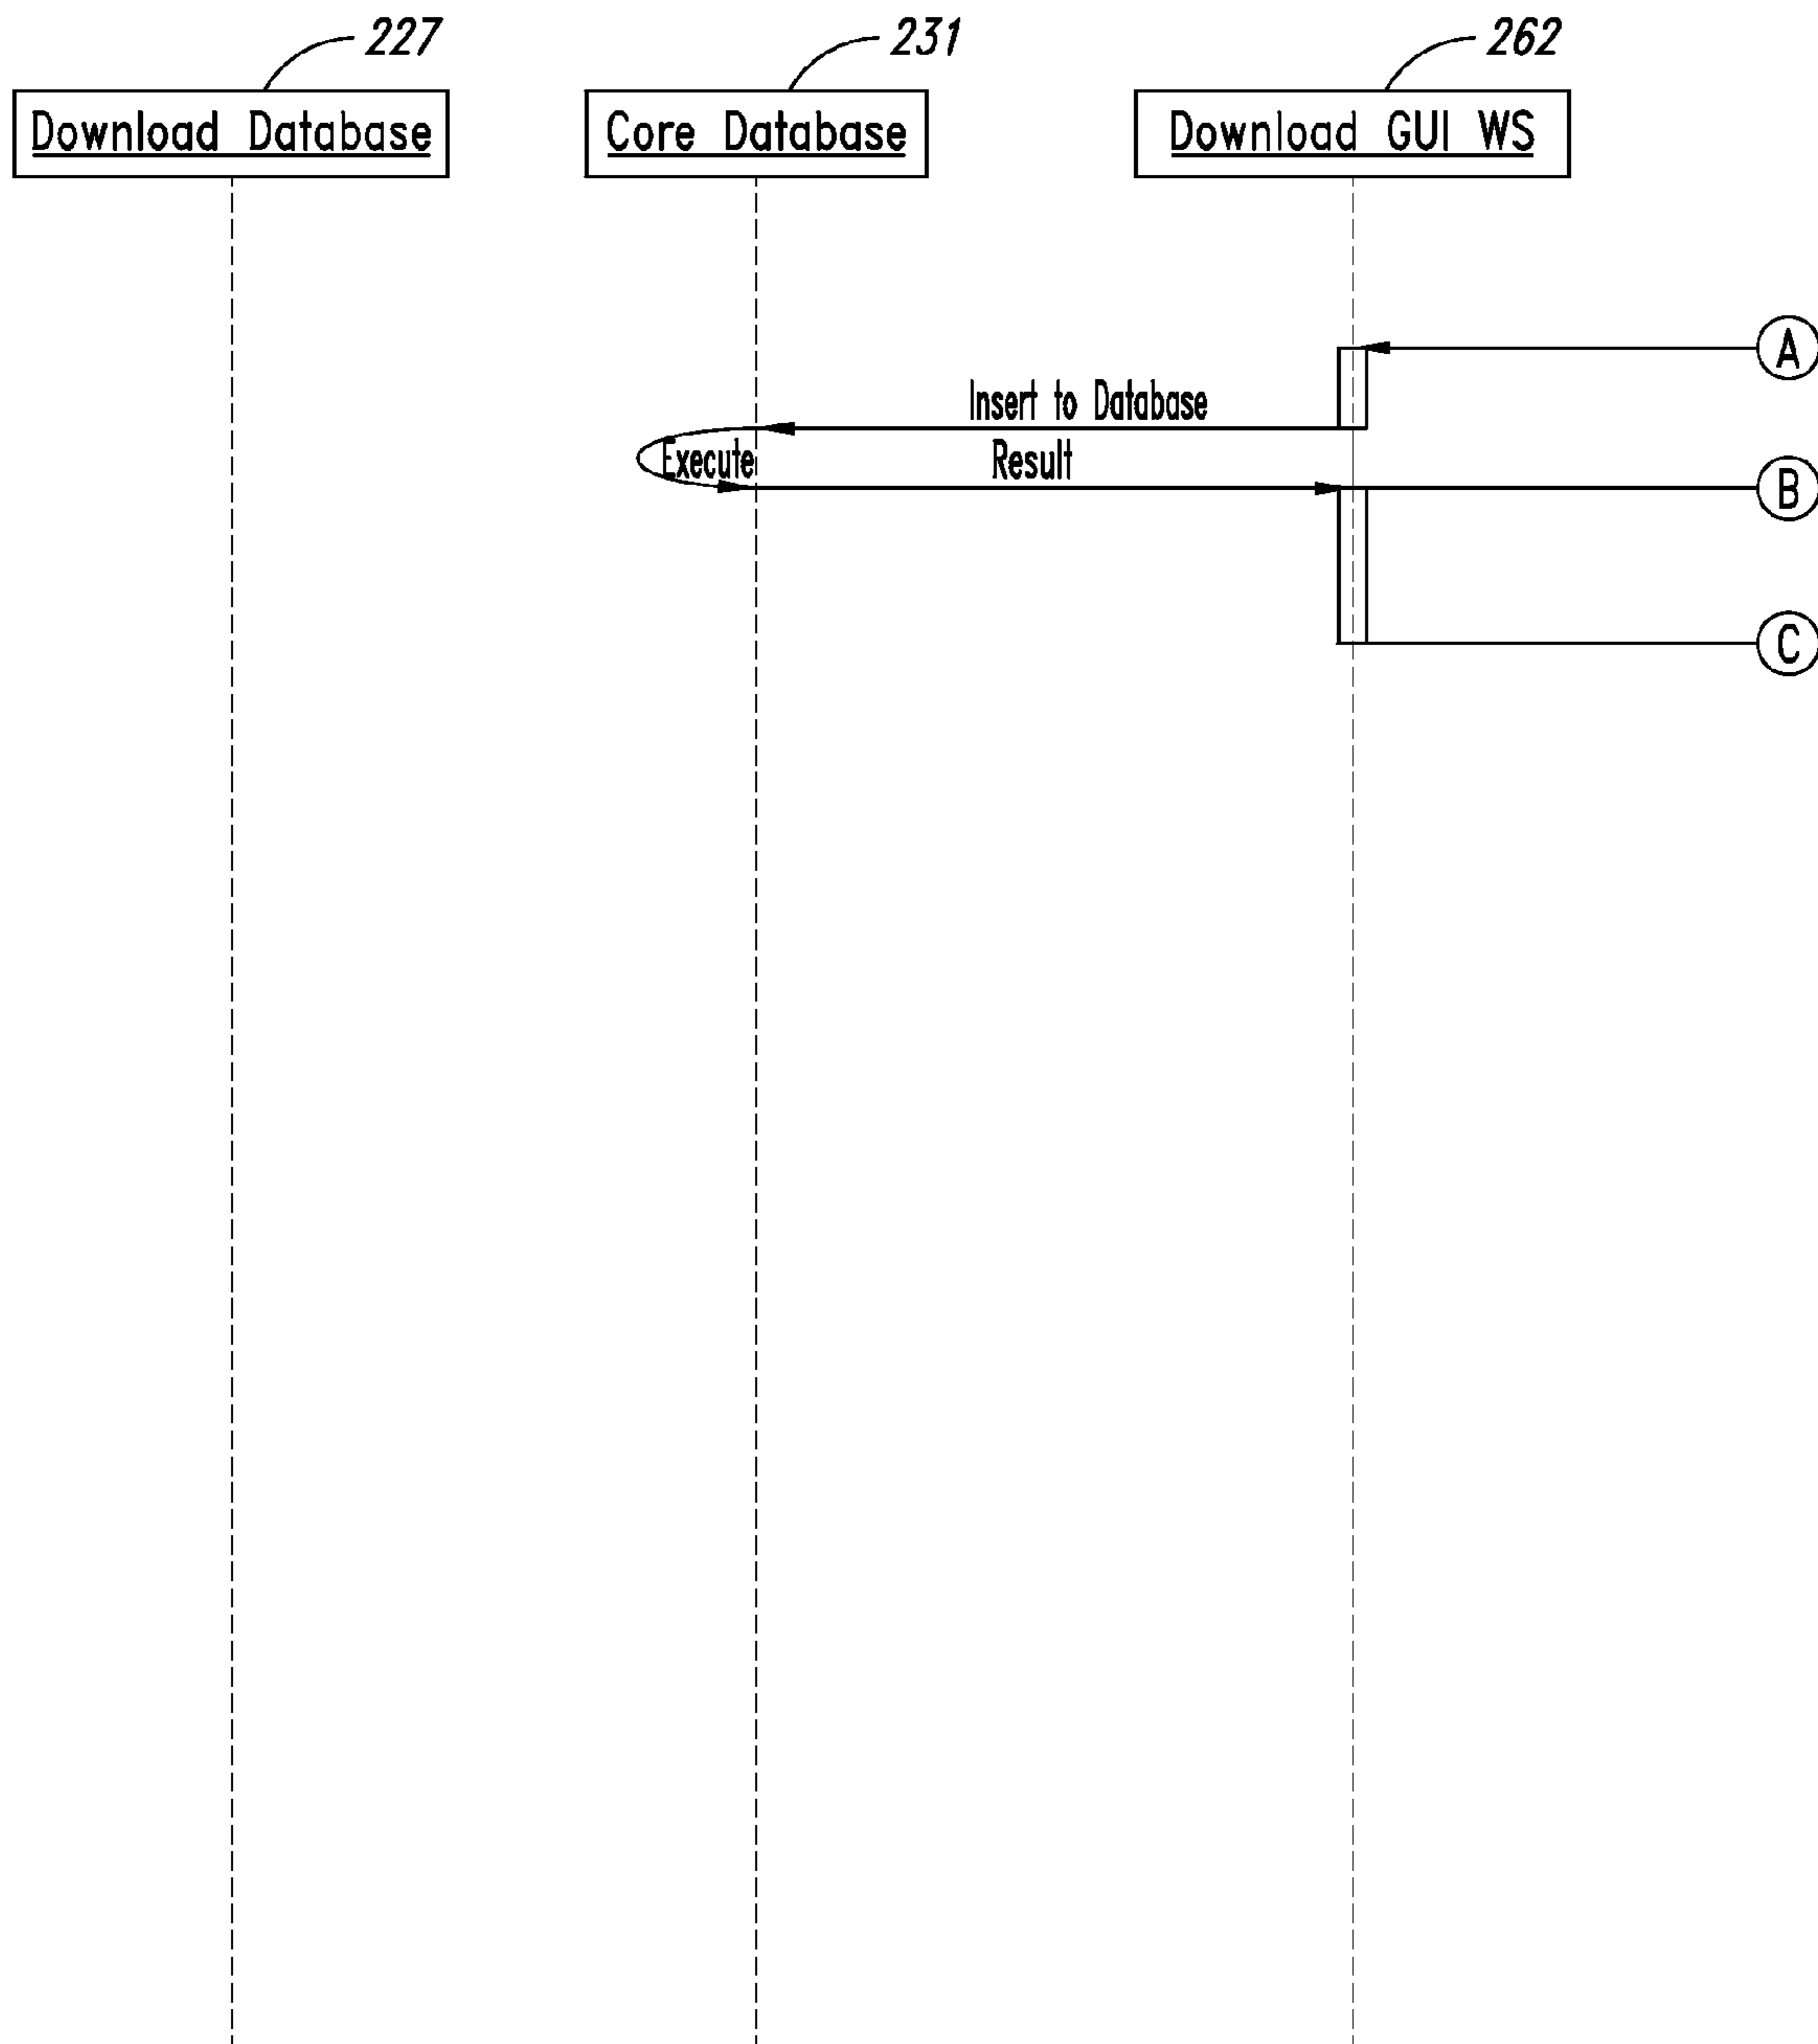 227
231
262
Download Database
Core Database
Download GUI WS
A
Insert to Database
Execute
Result
B
C